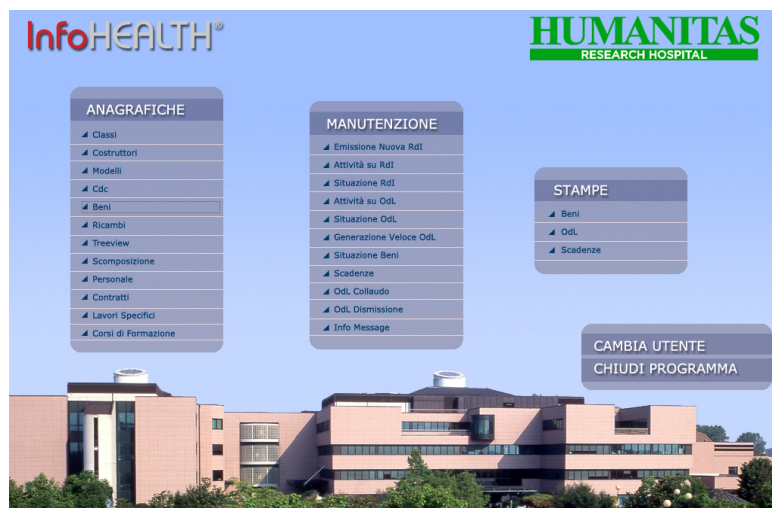 InfoHEALTH®
HUMANITAS
RESEARCH HOSPITAL
ANAGRAFICHE
Classi
Costruttori
Modelli
Cdc
Beni
Ricambi
Treeview
Scomposizione
Personale
Contratti
Lavori Specifici
Corsi di Formazione
MANUTENZIONE
Emissione Nuova RdI
Attività su RdI
Situazione RdI
Attività su OdL
Situazione OdL
Generazione Veloce OdL
Situazione Beni
Scadenze
OdL Collaudo
OdL Dismissione
Info Message
STAMPE
Beni
OdL
Scadenze
CAMBIA UTENTE
CHIUDI PROGRAMMA